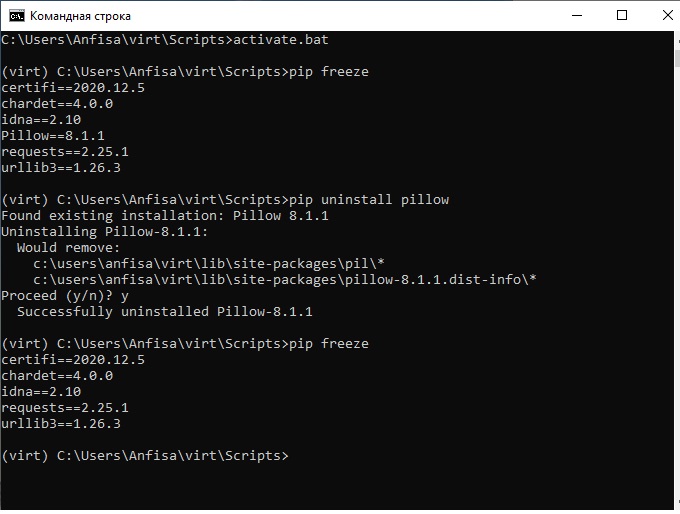 Командная строка
C:\Users\Anfisa\virt\Scripts>activate.bat
(virt) C:\Users\Anfisa\virt\Scripts>pip freeze
certifi==2020.12.5
chardet==4.0.0
idna==2.10
Pillow==8.1.1
requests==2.25.1
urllib3==1.26.3
(virt) C:\Users\Anfisa\virt\Scripts>pip uninstall pillow
Found existing installation: Pillow 8.1.1
Uninstalling Pillow-8.1.1:
  Would remove:
    c:\users\anfisa\virt\lib\site-packages\pil\*
    c:\users\anfisa\virt\lib\site-packages\pillow-8.1.1.dist-info\*
Proceed (y/n)? y
  Successfully uninstalled Pillow-8.1.1
(virt) C:\Users\Anfisa\virt\Scripts>pip freeze
certifi==2020.12.5
chardet==4.0.0
idna==2.10
requests==2.25.1
urllib3==1.26.3
(virt) C:\Users\Anfisa\virt\Scripts>